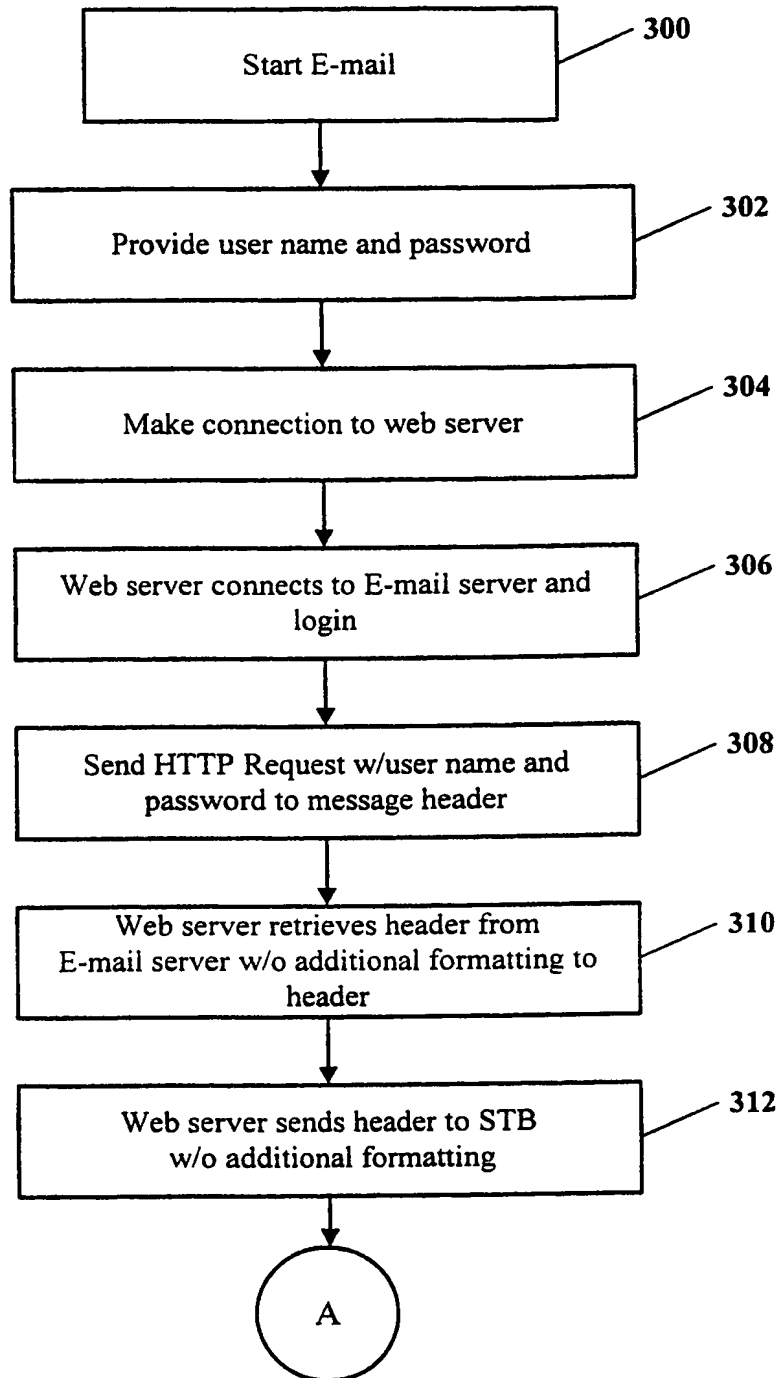 300
Start E-mail
302
Provide user name and password
304
Make connection to web server
306
Web server connects to E-mail server and
login
308
Send HTTP Request w/user name and
password to message header
310
Web server retrieves header from
E-mail server w/o additional formatting to
header
312
Web server sends header to STB
w/o additional formatting
A